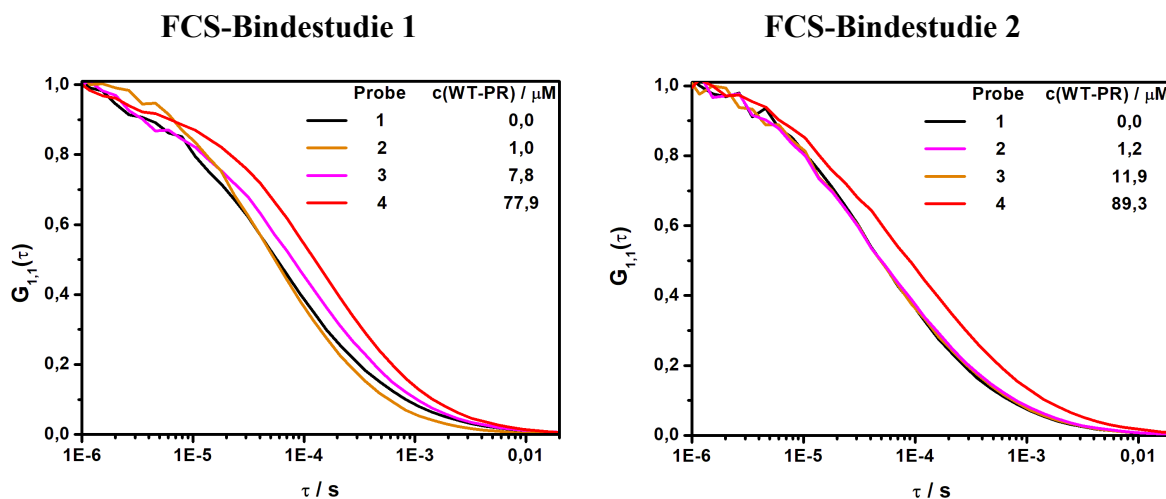 FCS-Bindestudie 1
Probe c(WT-PR) / μM
1 0,0
2 1,0
3 7,8
4 77,9
1,0
0,8
0,6
0,4
0,2
0,0
G1,1(τ)
1E-6 1E-5 1E-4 1E-3 0,01
τ / s
FCS-Bindestudie 2
Probe c(WT-PR) / μM
1 0,0
2 1,2
3 11,9
4 89,3
1,0
0,8
0,6
0,4
0,2
0,0
G1,1(τ)
1E-6 1E-5 1E-4 1E-3 0,01
τ / s